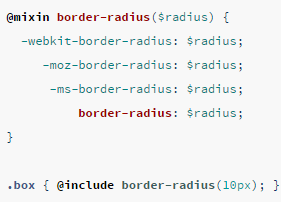 @mixin border-radius($radius) {
  -webkit-border-radius: $radius;
     -moz-border-radius: $radius;
      -ms-border-radius: $radius;
          border-radius: $radius;
}

.box { @include border-radius(10px); }